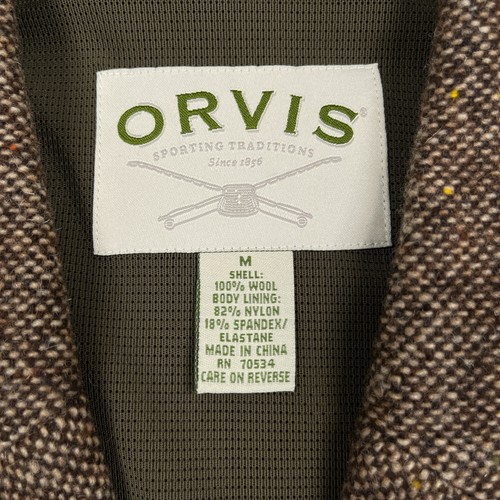 ORVIS®
SPORTING TRADITIONS
Since 1856
M
SHELL:
100% WOOL
BODY LINING:
82% NYLON
18% SPANDEX/
ELASTANE
MADE IN CHINA
RN 70534
CARE ON REVERSE